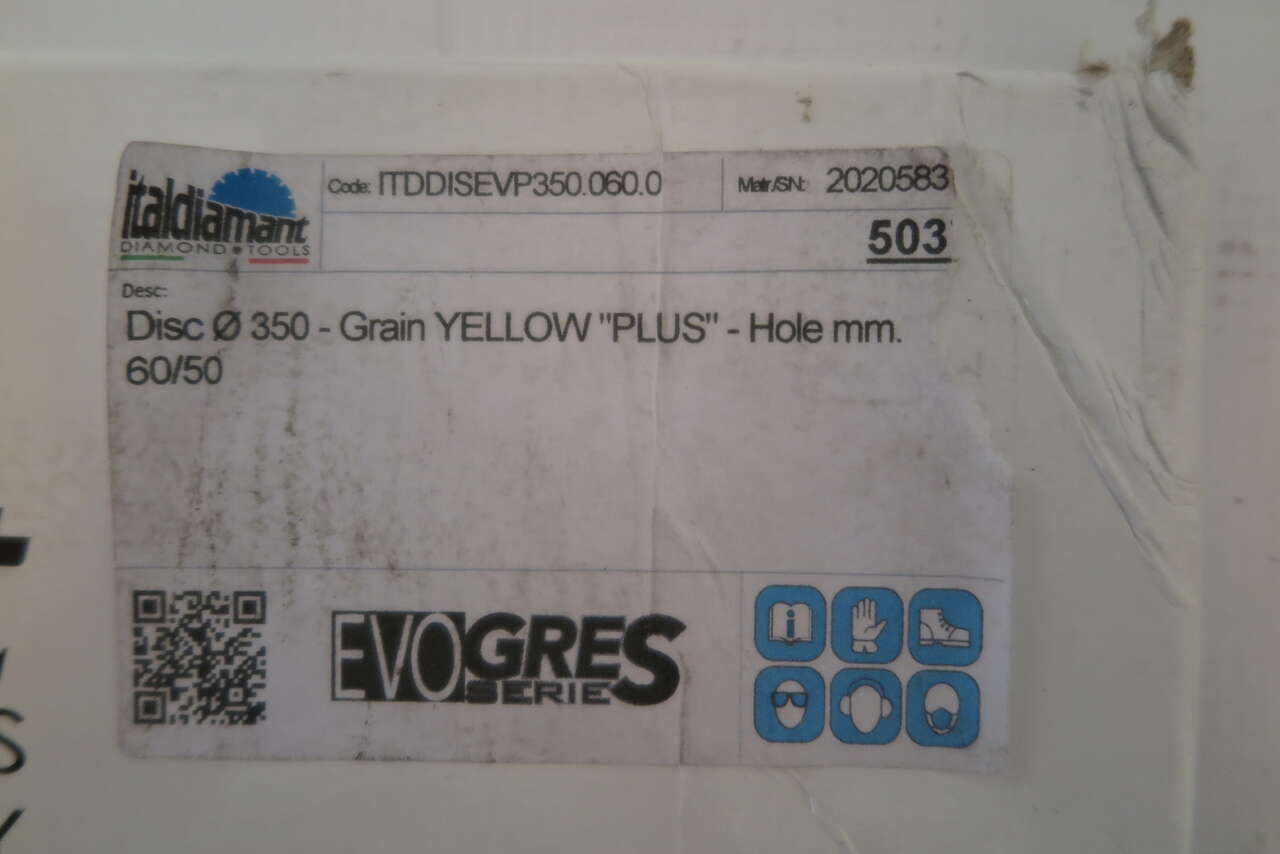 italdiamant
DIAMOND TOOLS
Code: ITDDISEVP350.060.0
Matr./SN: 2020583
503
Desc:
Disc Ø 350 - Grain YELLOW "PLUS" - Hole mm.
60/50
EVOGRES
SERIE